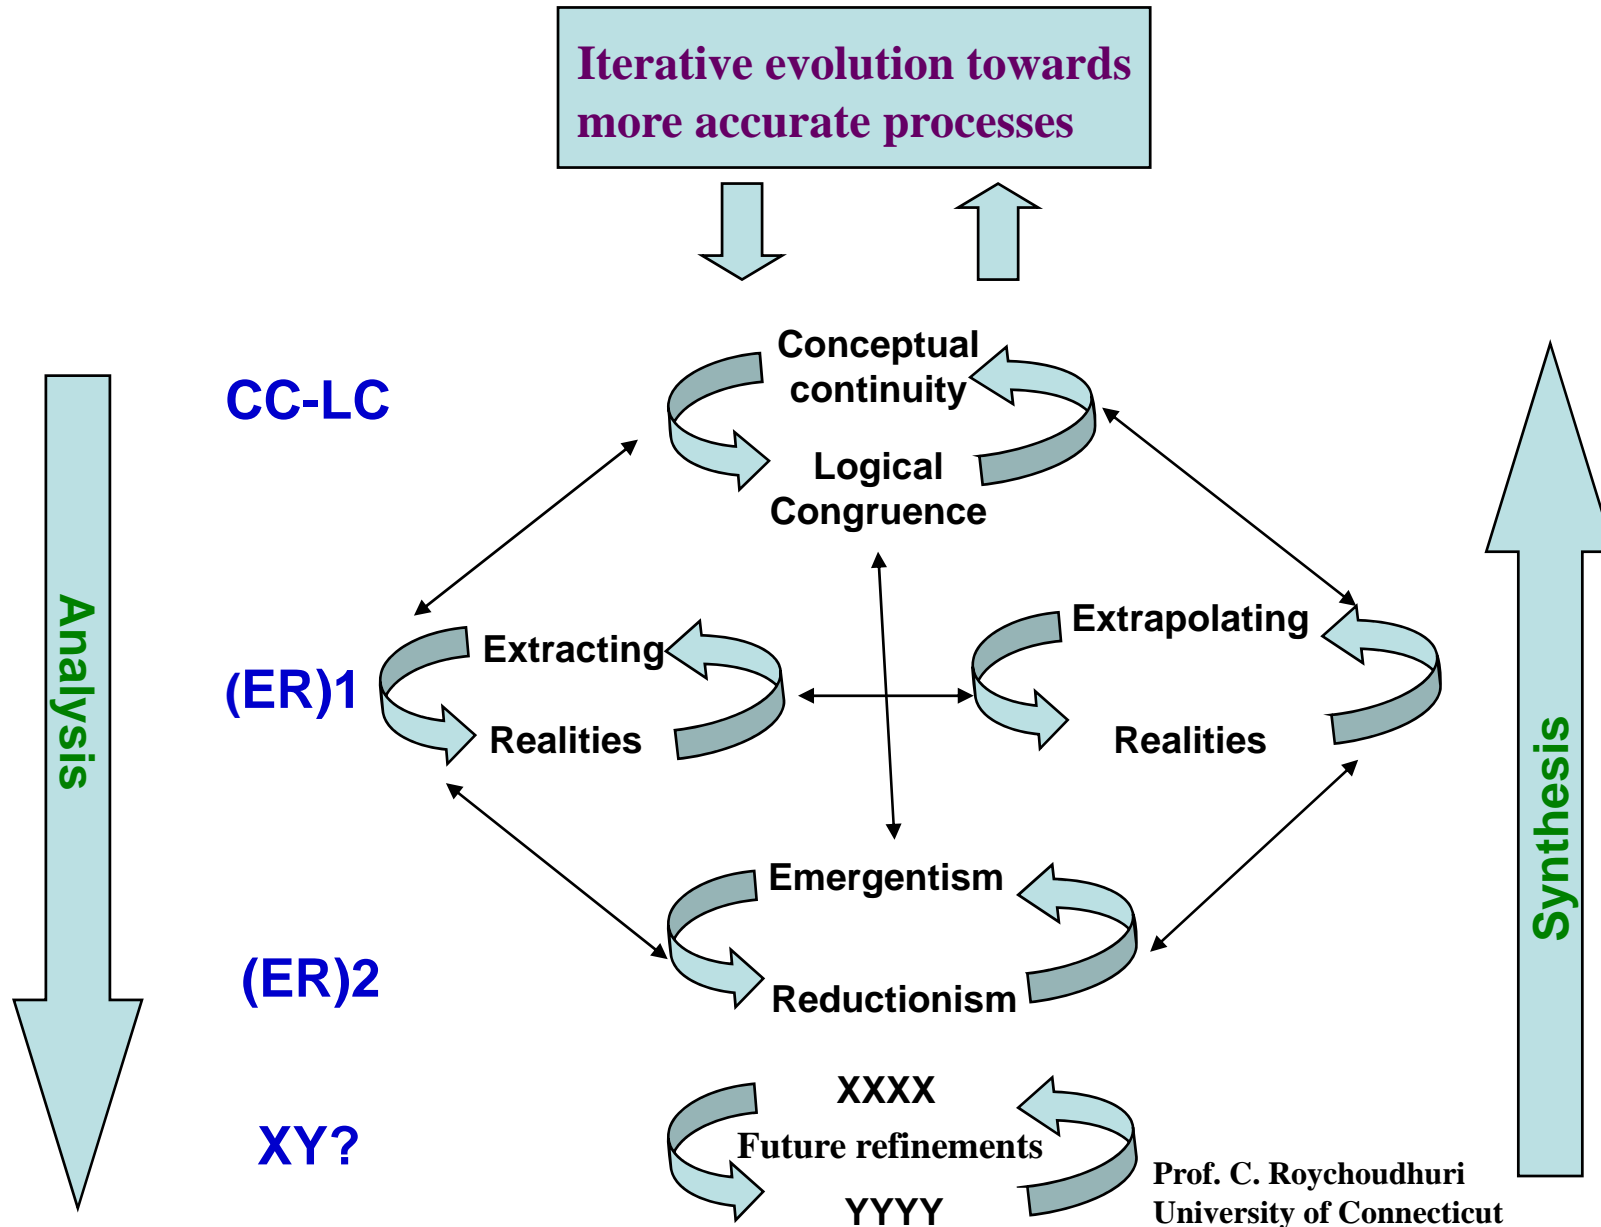 Iterative evolution towards
more accurate processes
Conceptual
continuity
CC-LC
Logical
Congruence
Analysis
Extracting
Extrapolating
(ER)1
Realities
Realities
Synthesis
Emergentism
(ER)2
Reductionism
XXXX
XY?
Future refinements
YYYY
Prof. C. Roychoudhuri
University of Connecticut